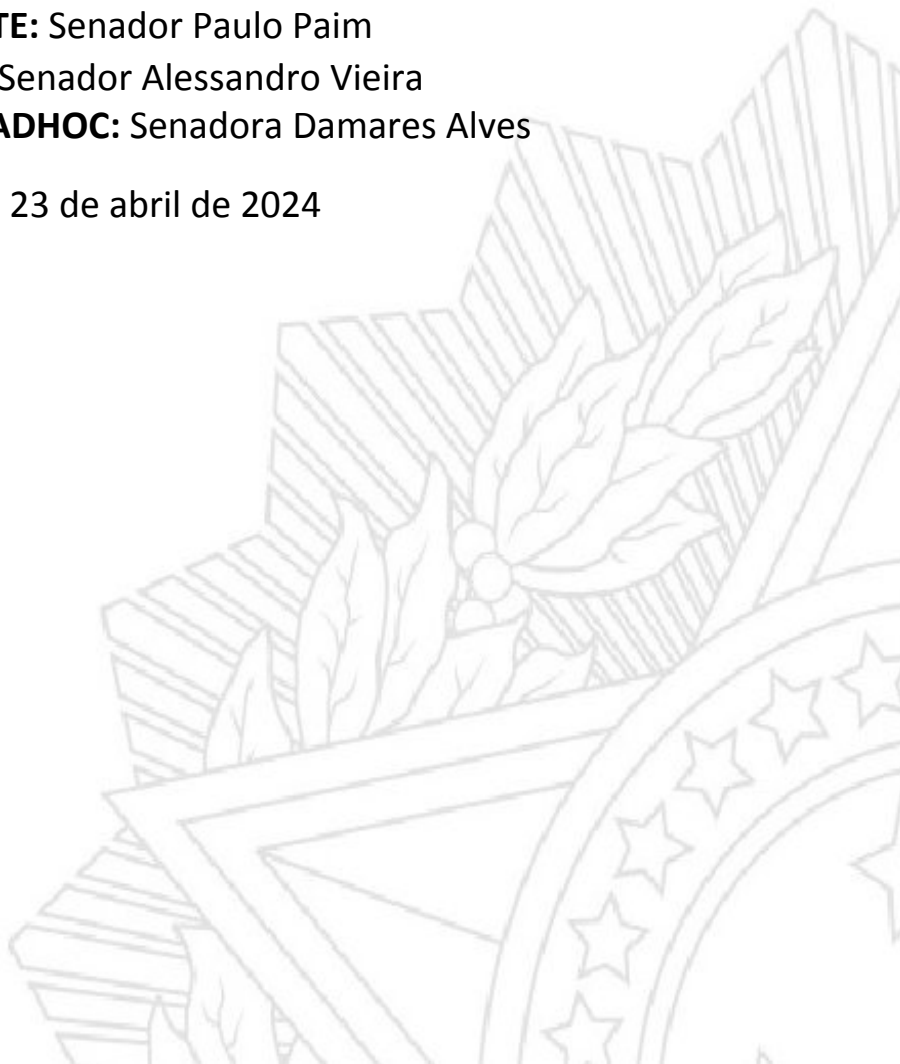 TE: Senador Paulo Paim
Senador Alessandro Vieira
ADHOC: Senadora Damares Alves
23 de abril de 2024